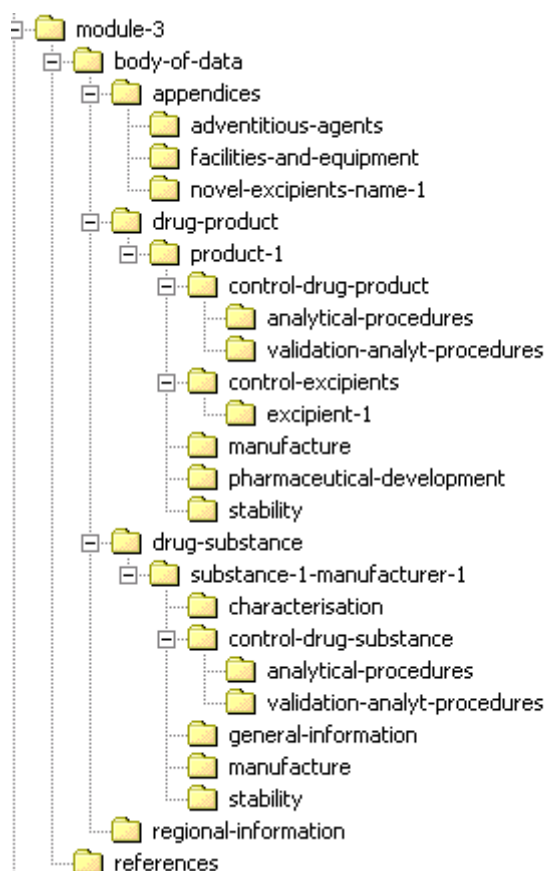 module-3
body-of-data
appendices
adventitious-agents
facilities-and-equipment
novel-excipients-name-1
drug-product
product-1
control-drug-product
analytical-procedures
validation-analyt-procedures
control-excipients
excipient-1
manufacture
pharmaceutical-development
stability
drug-substance
substance-1-manufacturer-1
characterisation
control-drug-substance
analytical-procedures
validation-analyt-procedures
general-information
manufacture
stability
regional-information
references